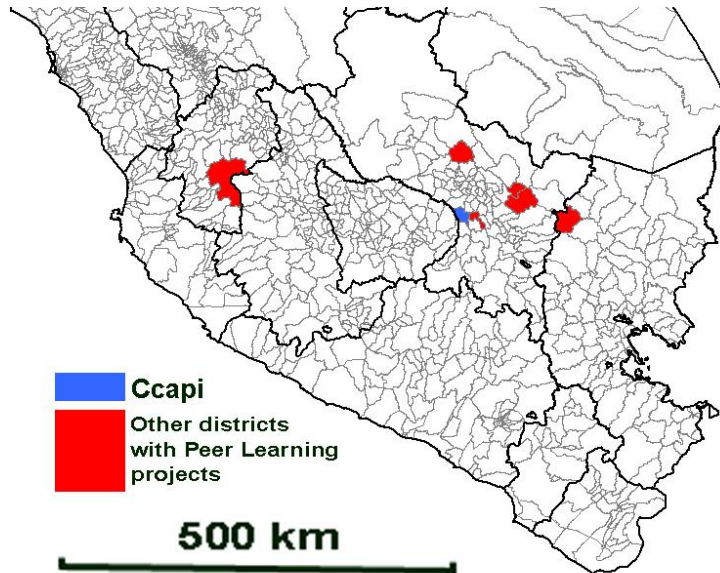 Ccapi
Other districts
with Peer Learning
projects
500 km